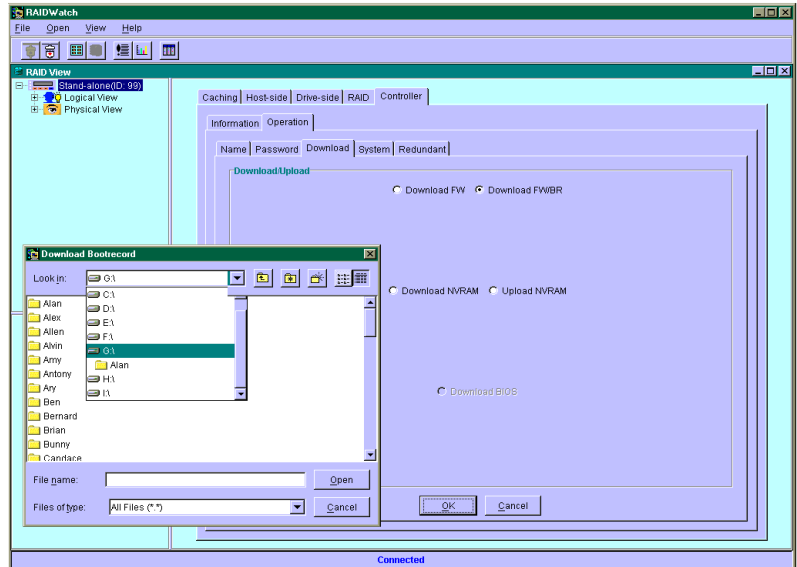 RAIDWatch
File Open View Help
RAID View
Stand-alone(ID: 99)
Logical View
Physical View
Caching Host-side Drive-side RAID Controller
Information Operation
Name Password Download System Redundant
Download/Upload
Download FW Download FW/BR
Download NVRAM Upload NVRAM
Download BIOS
OK Cancel
Download Bootrecord
Look in: G:\
C:\
D:\
E:\
F:\
G:\
Alan
H:\
I:\
Alan
Alex
Allen
Alvin
Amy
Antony
Ary
Ben
Bernard
Brian
Bunny
Candace
File name: Open
Files of type: All Files (*.*) Cancel
Connected